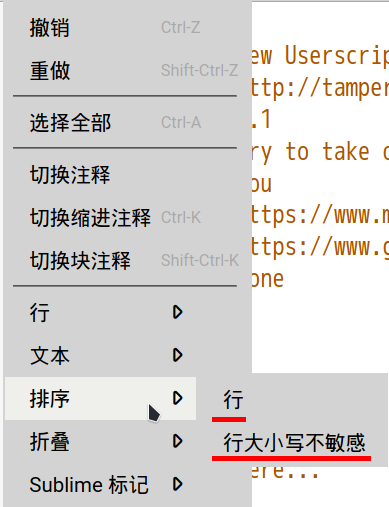 撤销 Ctrl-Z
重做 Shift-Ctrl-Z
选择全部 Ctrl-A
切换注释
切换缩进注释 Ctrl-K
切换块注释 Shift-Ctrl-K
行
文本
排序
行
折叠
行大小写不敏感
Sublime 标记
ew Userscrip
ttp://tamper
.1
ry to take o
ou
ttps://www.m
ttps://www.g
one
ere...